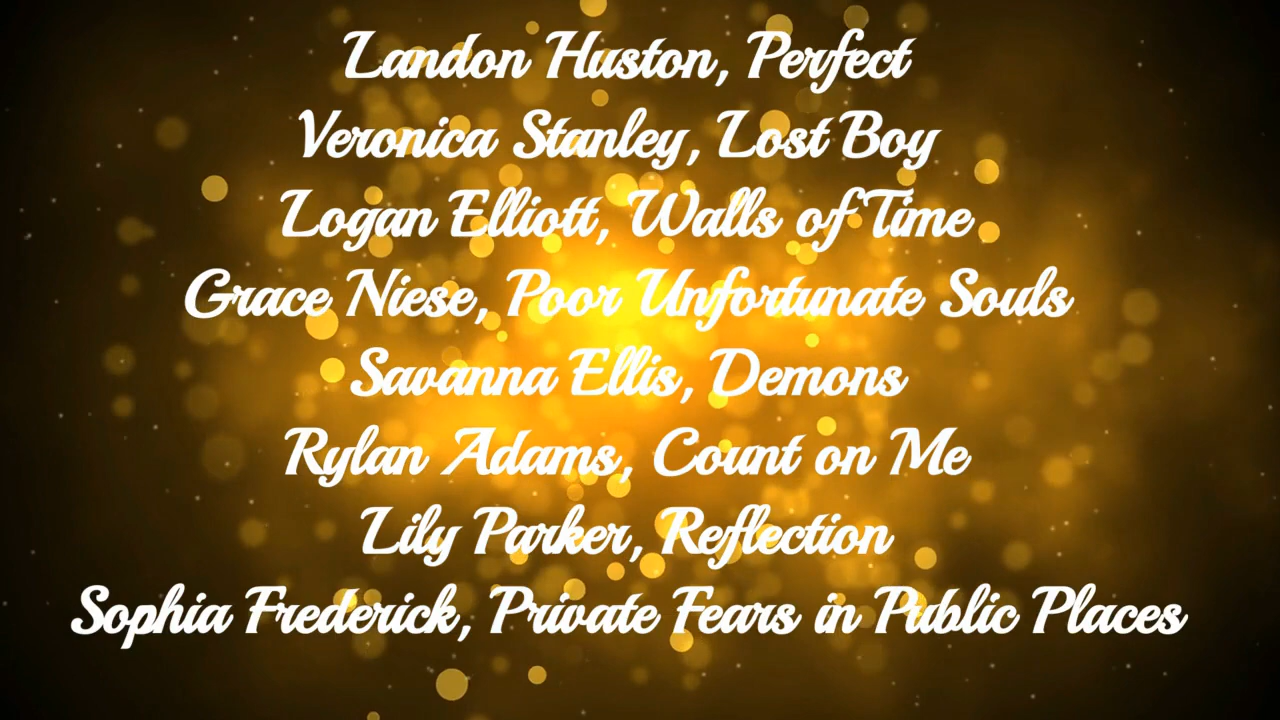 Landon Huston, Perfect
Veronica Stanley, Lost Boy
Logan Elliott, Walls of Time
Grace Niese, Poor Unfortunate Souls
Savanna Ellis, Demons
Rylan Adams, Count on Me
Lily Parker, Reflection
Sophia Frederick, Private Fears in Public Places